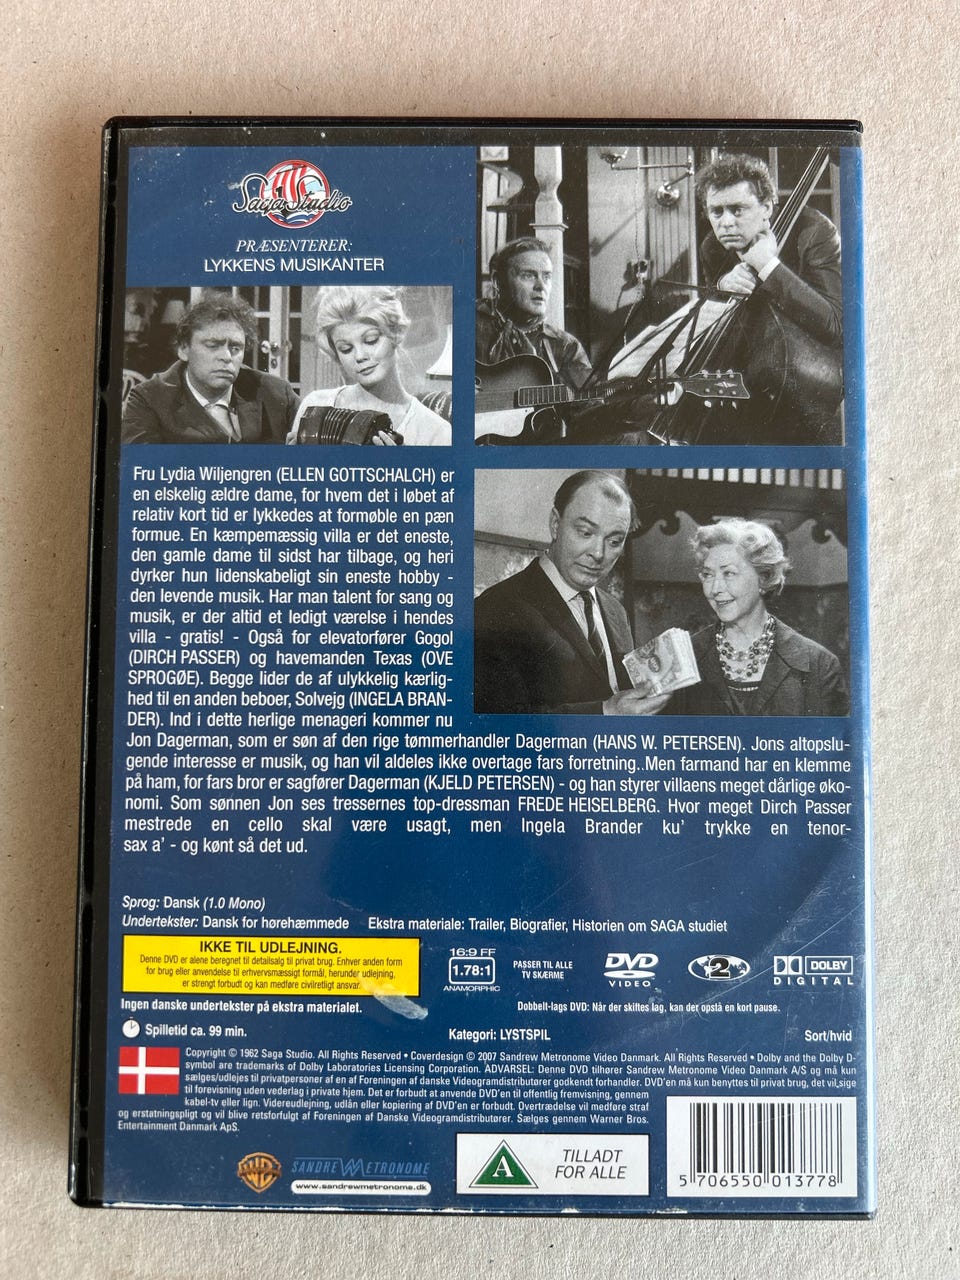 Saga Studio
PRÆSENTERER:
LYKKENS MUSIKANTER
Fru Lydia Wiljengren (ELLEN GOTTSCHALCH) er
en elskelig ældre dame, for hvem det i løbet af
relativ kort tid er lykkedes at formøble en pæn
formue. En kæmpemæssig villa er det eneste,
den gamle dame til sidst har tilbage, og heri
dyrker hun lidenskabeligt sin eneste hobby -
den levende musik. Har man talent for sang og
musik, er der altid et ledigt værelse i hendes
villa - gratis! - Også for elevatorfører Gogol
(DIRCH PASSER) og havemanden Texas (OVE
SPROGØE). Begge lider de af ulykkelig kærlig-
hed til en anden beboer, Solvejg (INGELA BRAN-
DER). Ind i dette herlige menageri kommer nu
Jon Dagerman, som er søn af den rige tømmerhandler Dagerman (HANS W. PETERSEN). Jons altopslu-
gende interesse er musik, og han vil aldeles ikke overtage fars forretning..Men farmand har en klemme
på ham, for fars bror er sagfører Dagerman (KJELD PETERSEN) - og han styrer villaens meget dårlige øko-
nomi. Som sønnen Jon ses tressernes top-dressman FREDE HEISELBERG. Hvor meget Dirch Passer
mestrede en cello skal være usagt, men Ingela Brander ku' trykke en tenor-
sax a' - og kønt så det ud.
Sprog: Dansk (1.0 Mono)
Undertekster: Dansk for hørehæmmede Ekstra materiale: Trailer, Biografier, Historien om SAGA studiet
IKKE TIL UDLEJNING.
Denne DVD er alene beregnet til detailsalg til privat brug. Enhver anden form
for brug eller anvendelse til erhvervsmæssigt formål, herunder udlejning,
er strengt forbudt og kan medføre civilretligt ansvar.
16:9 FF
1.78:1
ANAMORPHIC
PASSER TIL ALLE
TV SKÆRME
DVD
VIDEO
2
DOLBY
DIGITAL
Ingen danske undertekster på ekstra materialet.
Dobbelt-lags DVD: Når der skiftes lag, kan der opstå en kort pause.
Spilletid ca. 99 min.
Kategori: LYSTSPIL
Sort/hvid
Copyright © 1962 Saga Studio. All Rights Reserved • Coverdesign © 2007 Sandrew Metronome Video Danmark. All Rights Reserved • Dolby and the Dolby D-
symbol are trademarks of Dolby Laboratories Licensing Corporation. ADVARSEL: Denne DVD tilhører Sandrew Metronome Video Danmark A/S og må kun
sælges/udlejes til privatpersoner af en af Foreningen af danske Videogramdistributører godkendt forhandler. DVD'en må kun benyttes til privat brug, det vil sige
til forevisning uden vederlag i private hjem. Det er forbudt at anvende DVD'en til offentlig fremvisning, gennem
kabel-tv eller lign. Videreudlejning, udlån eller kopiering af DVD'en er forbudt. Overtrædelse vil medføre straf
og erstatningspligt og vil blive retsforfulgt af Foreningen af Danske Videogramdistributører. Sælges gennem Warner Bros.
Entertainment Danmark ApS.
WB
SANDREW METRONOME
www.sandrewmetronome.dk
A
TILLADT
FOR ALLE
5 706550 013778